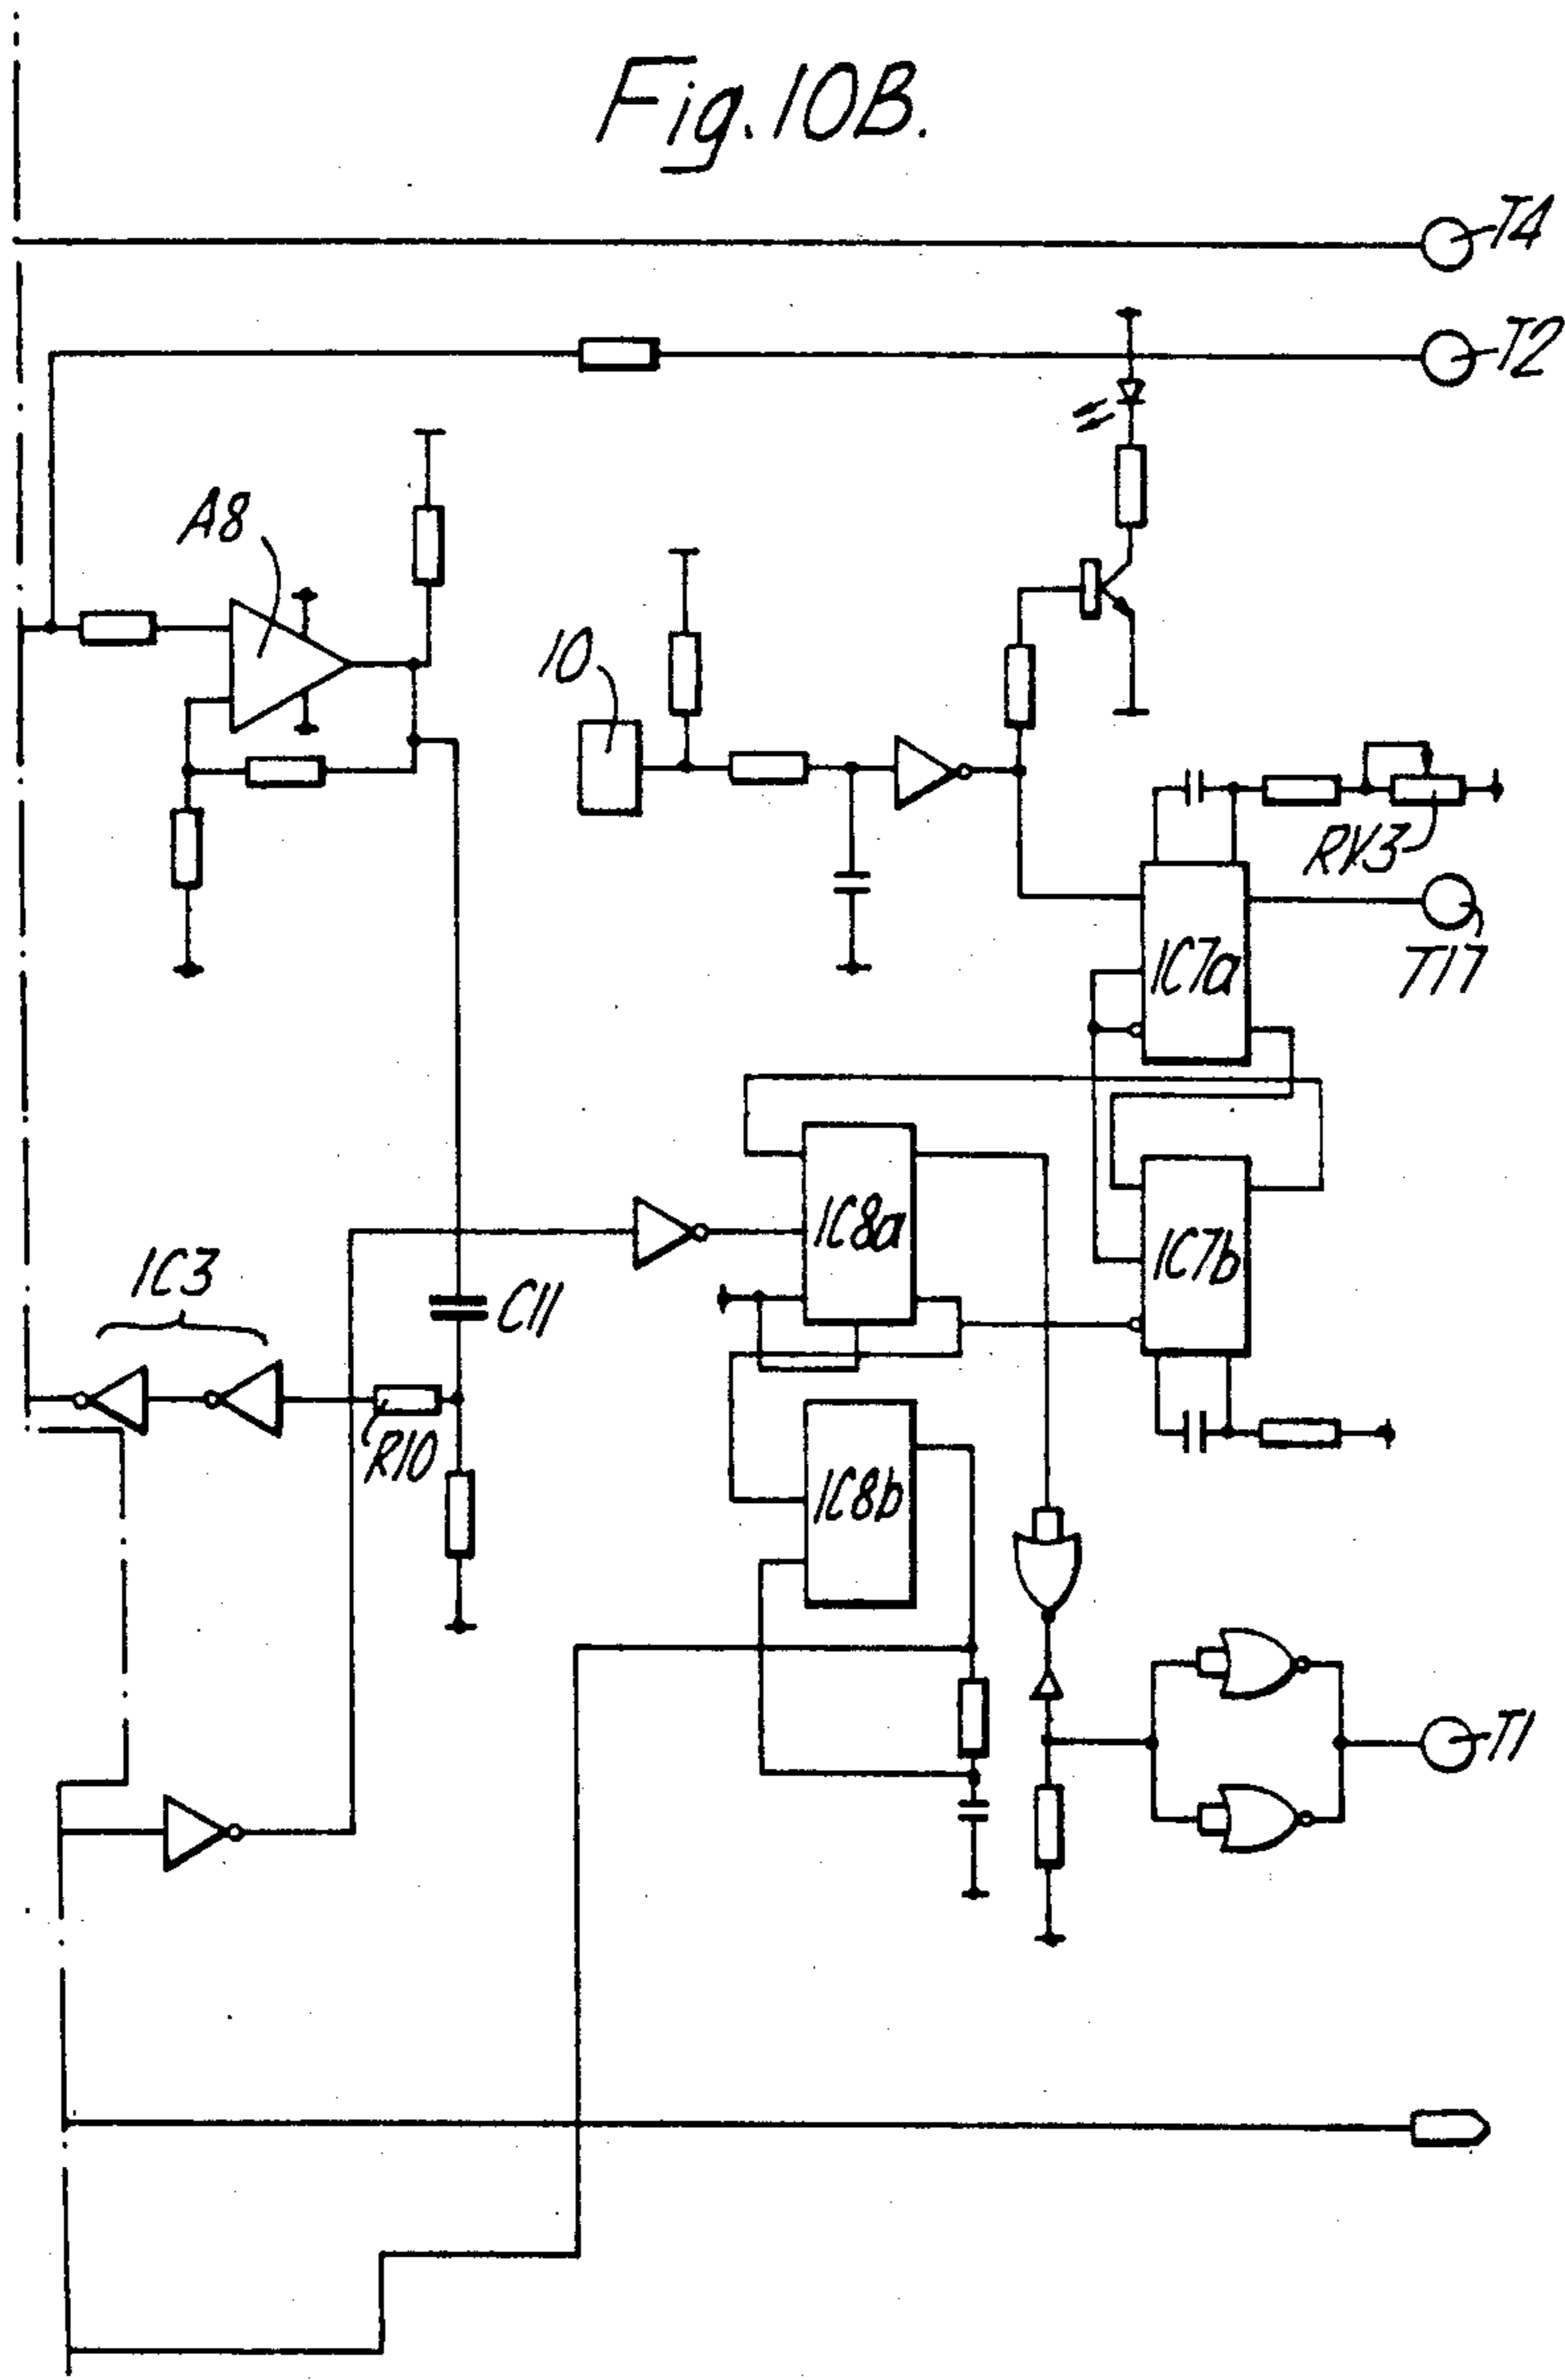 Fig. 10B.
T4
T2
A8
10
RV3
IC7a
T17
IC8a
IC7b
IC3
C11
R10
IC8b
T1